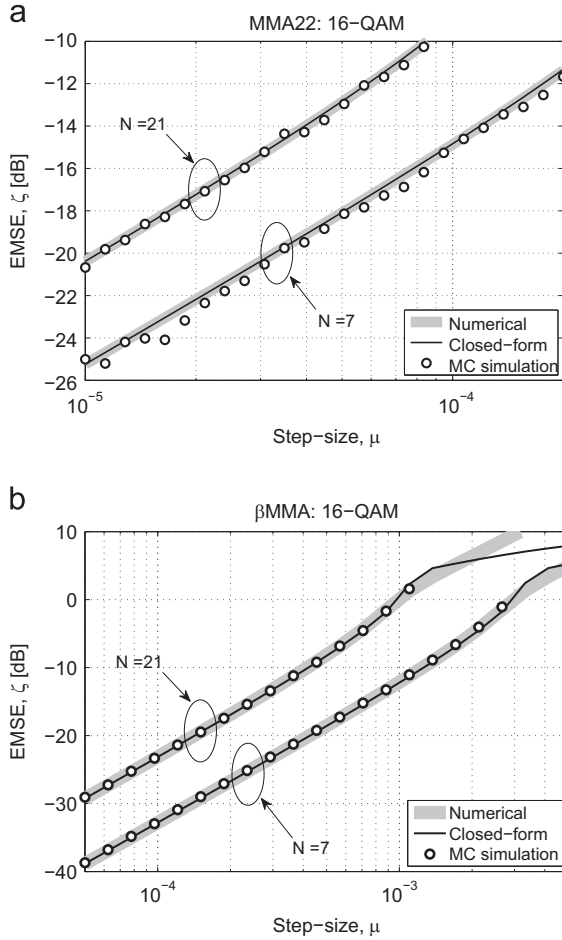 a
MMA22: 16−QAM
−10
−12
−14
−16
−18
−20
−22
−24
−26
EMSE, ζ [dB]
N =21
N =7
Numerical
Closed−form
MC simulation
10−5
10−4
Step−size, μ
b
βMMA: 16−QAM
10
0
−10
−20
−30
−40
EMSE, ζ [dB]
N =21
N =7
Numerical
Closed−form
MC simulation
10−4
10−3
Step−size, μ